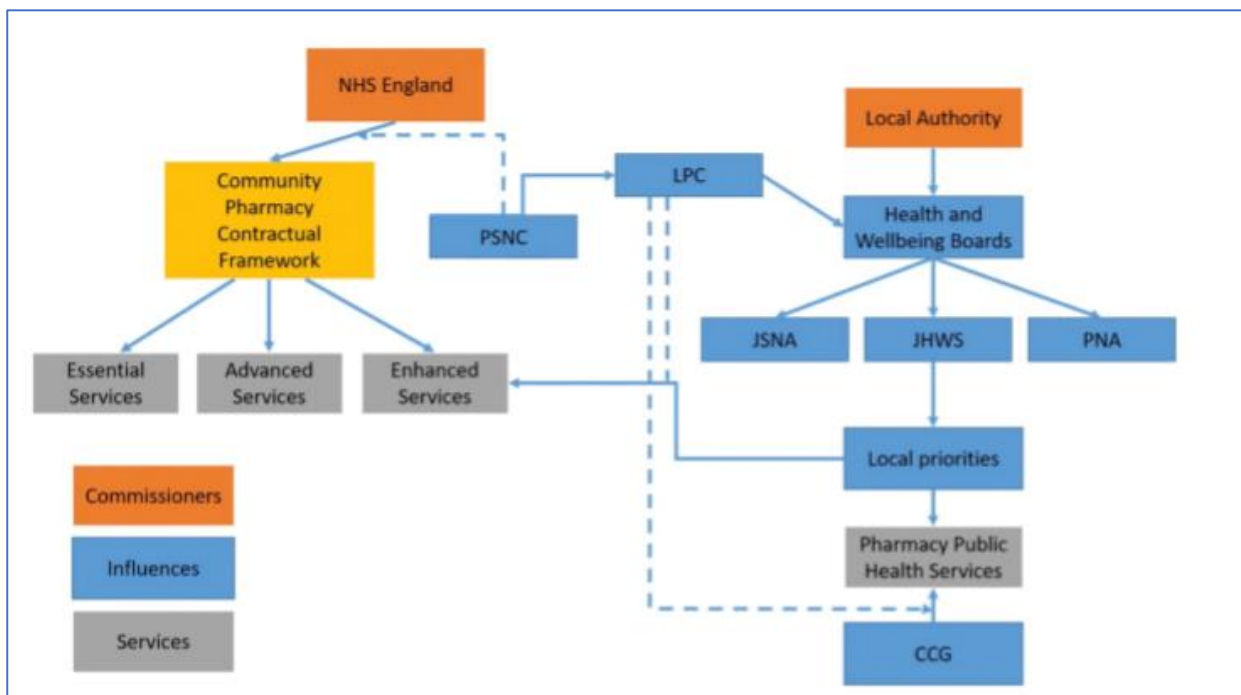 NHS England
Local Authority
Community
Pharmacy
Contractual
Framework
LPC
PSNC
Health and
Wellbeing Boards
JSNA
JHWS
PNA
Essential
Services
Advanced
Services
Enhanced
Services
Local priorities
Commissioners
Pharmacy Public
Health Services
Influences
Services
CCG